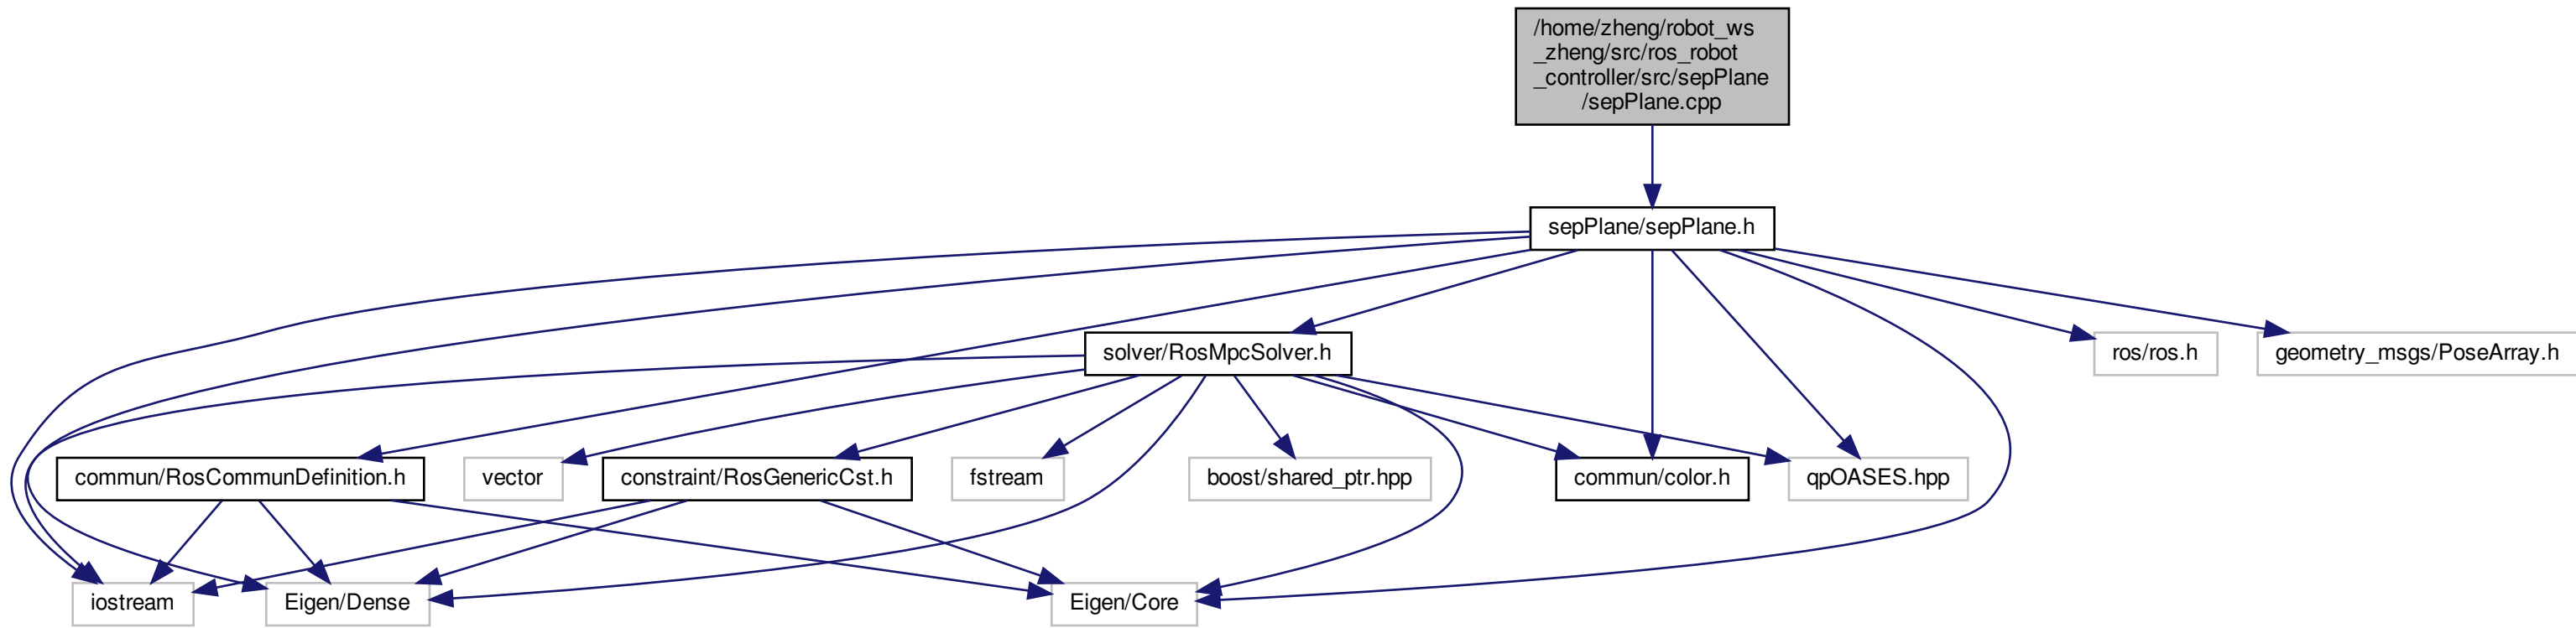 /home/zheng/robot_ws
_zheng/src/ros_robot
_controller/src/sepPlane
/sepPlane.cpp
sepPlane/sepPlane.h
solver/RosMpcSolver.h
ros/ros.h
geometry_msgs/PoseArray.h
commun/RosCommunDefinition.h
vector
constraint/RosGenericCst.h
fstream
boost/shared_ptr.hpp
commun/color.h
qpOASES.hpp
iostream
Eigen/Dense
Eigen/Core